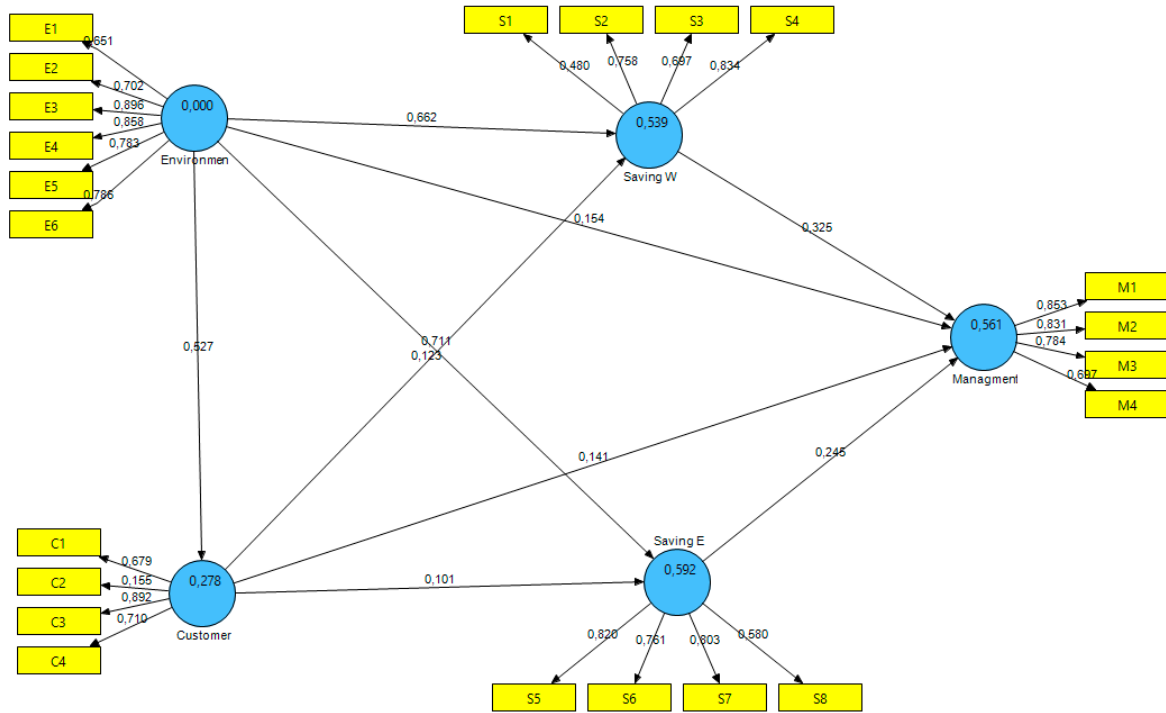 E1
0,651
E2
0,702
E3
0,896
E4
0,858
E5
0,783
E6
0,786
0,000
Environmen
S1
S2
S3
S4
0,480
0,758
0,697
0,834
0,539
Saving W
0,662
0,154
0,325
0,527
0,711
0,123
0,141
0,245
0,101
0,561
Managment
M1
0,853
M2
0,831
M3
0,784
M4
0,697
C1
0,679
C2
0,155
C3
0,892
C4
0,710
0,278
Customer
Saving E
0,592
0,820
0,761
0,803
0,580
S5
S6
S7
S8